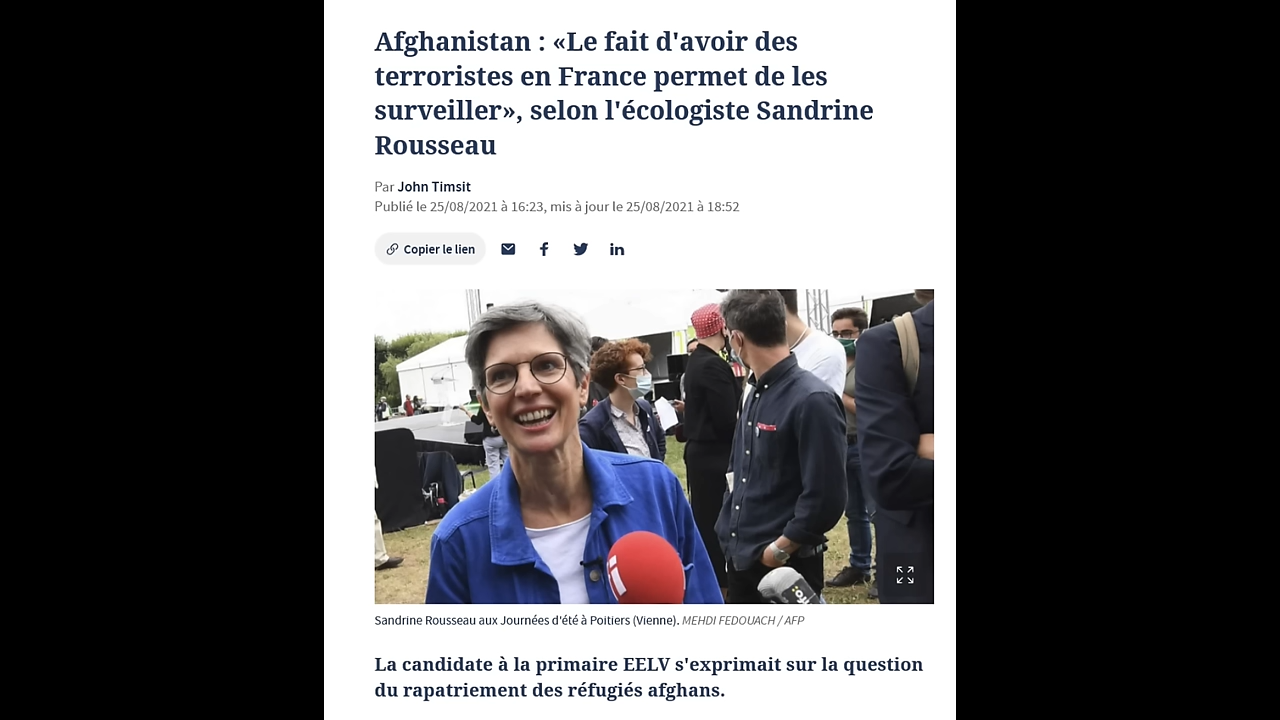 Afghanistan : «Le fait d'avoir des
terroristes en France permet de les
surveiller», selon l'écologiste Sandrine
Rousseau
Par John Timsit
Publié le 25/08/2021 à 16:23, mis à jour le 25/08/2021 à 18:52
Copier le lien
Sandrine Rousseau aux Journées d'été à Poitiers (Vienne). MEHDI FEDOUACH / AFP
La candidate à la primaire EELV s'exprimait sur la question
du rapatriement des réfugiés afghans.